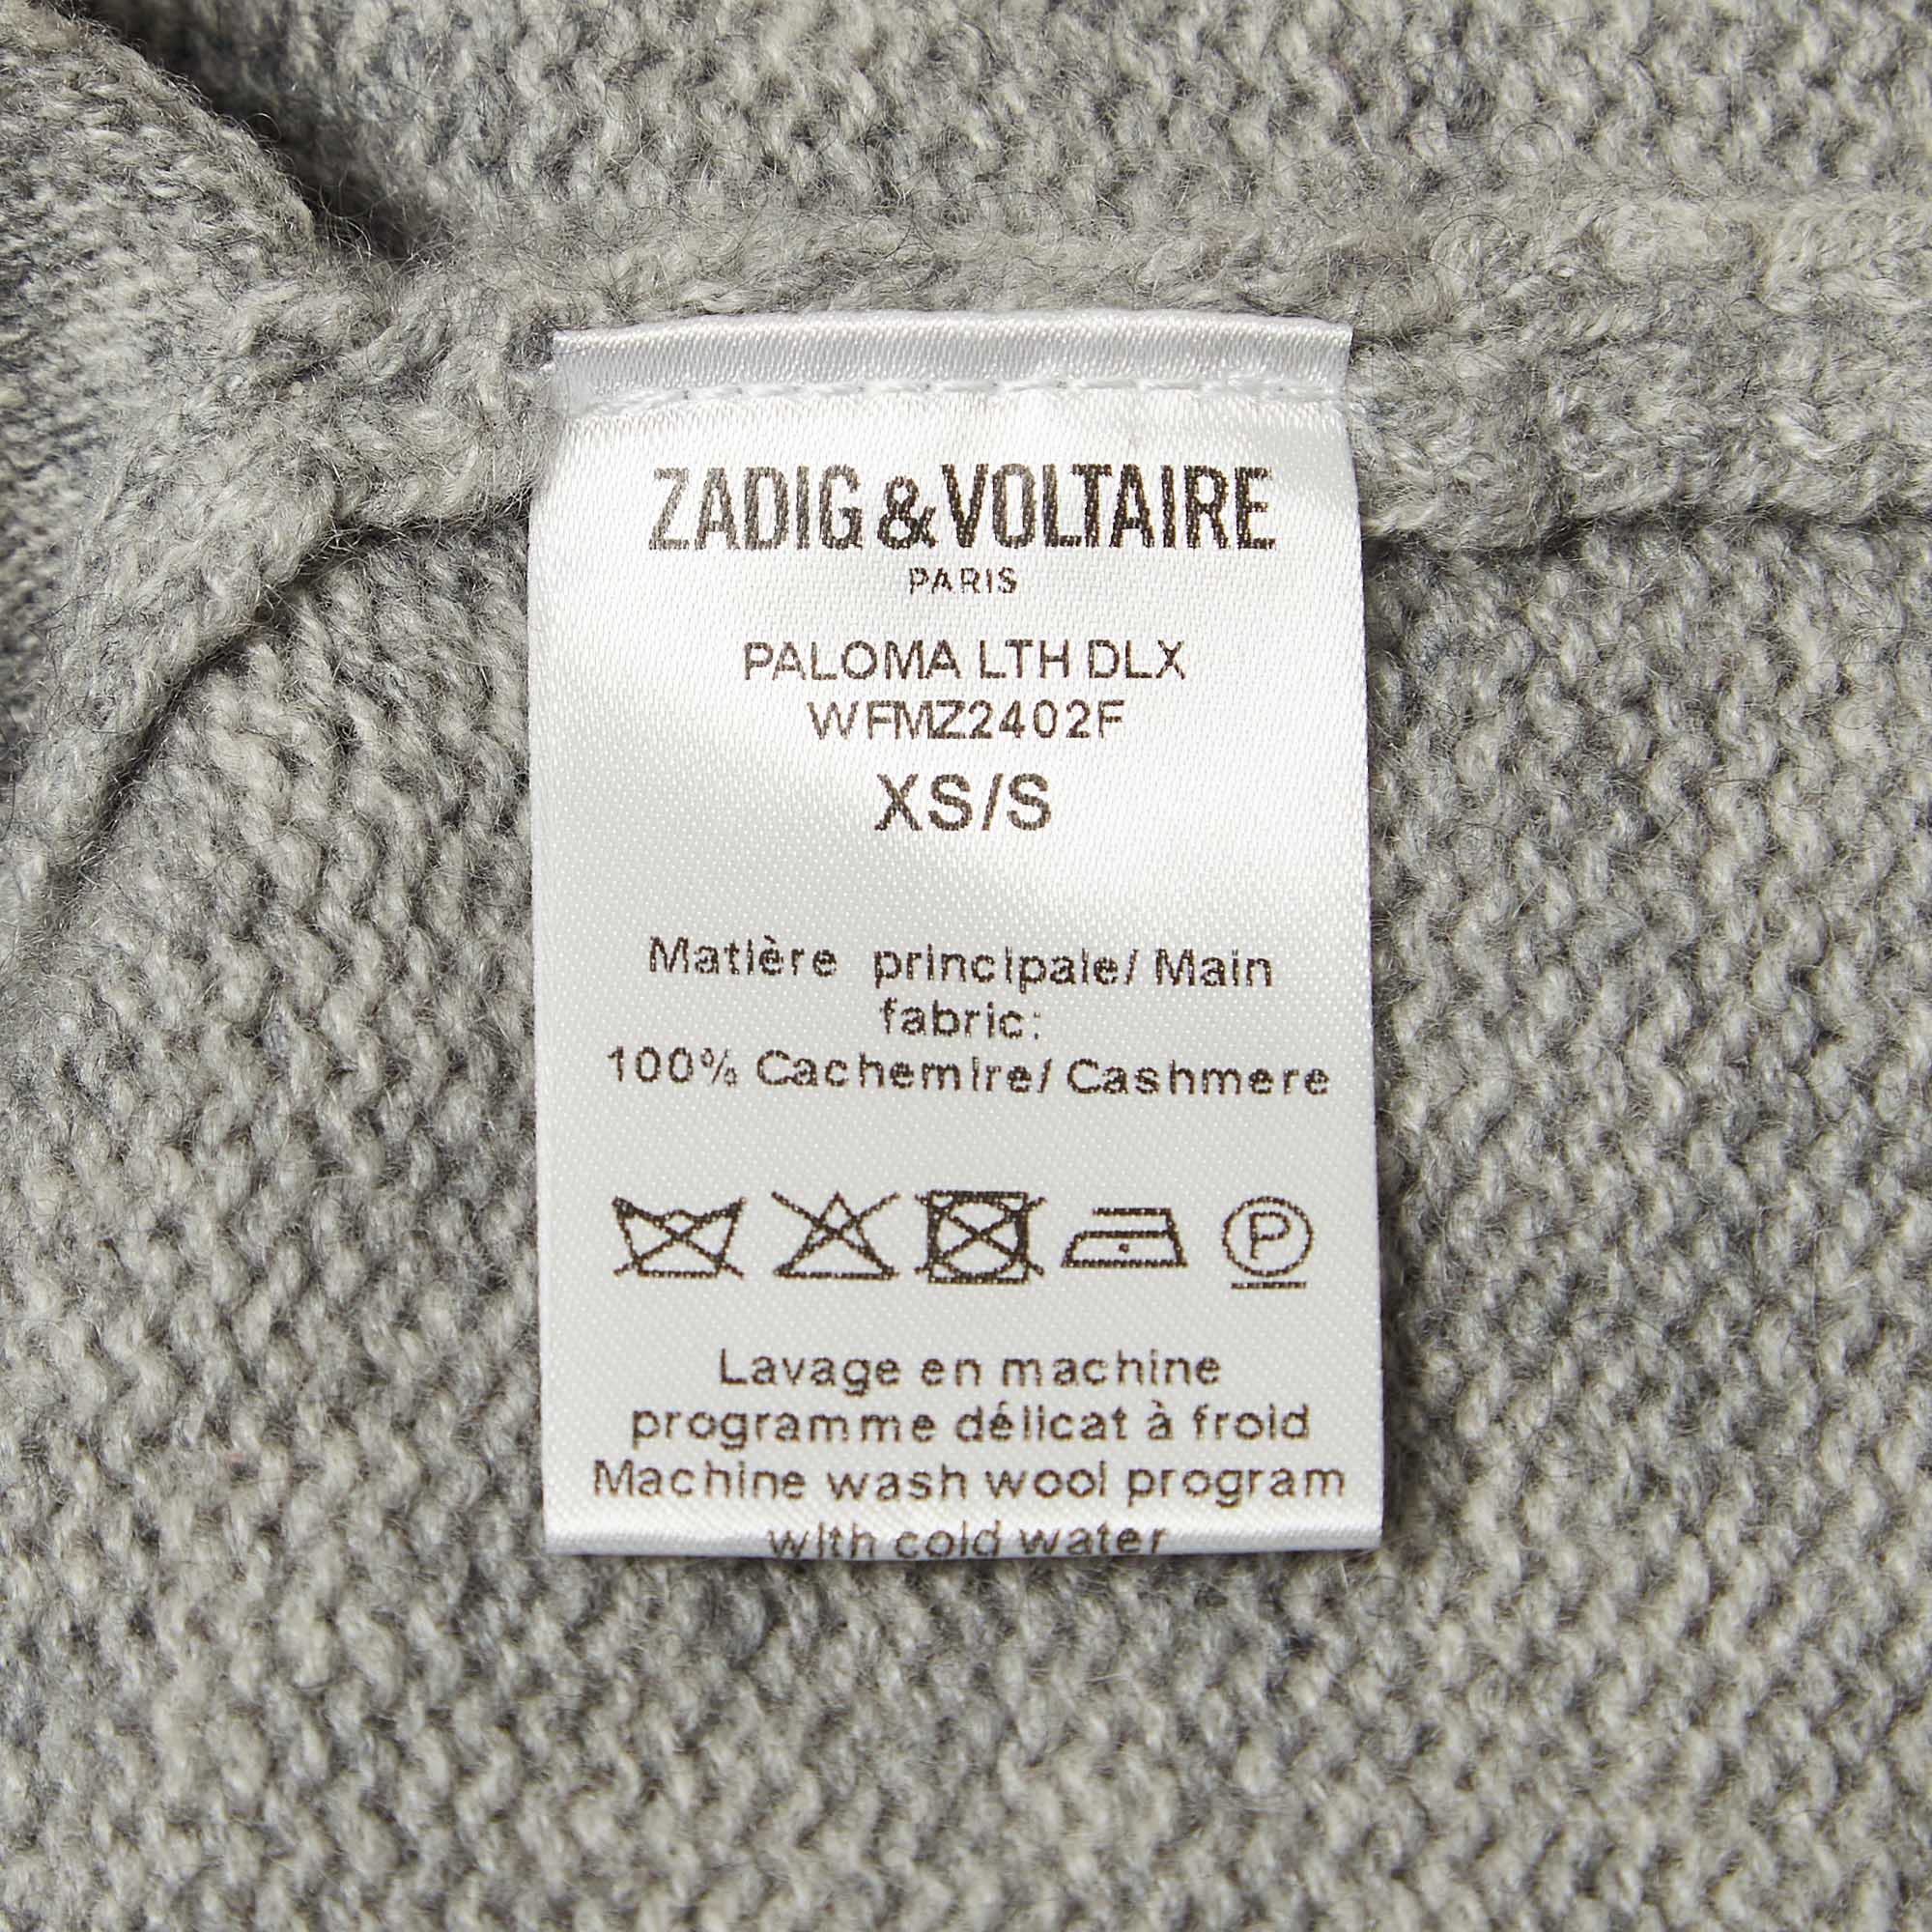 ZADIG&VOLTAIRE
PARIS
PALOMA LTH DLX
WFMZ2402F
XS/S
Matière principale/ Main
fabric:
100% Cachemire/ Cashmere
P
Lavage en machine
programme délicat à froid
Machine wash wool program
with cold water